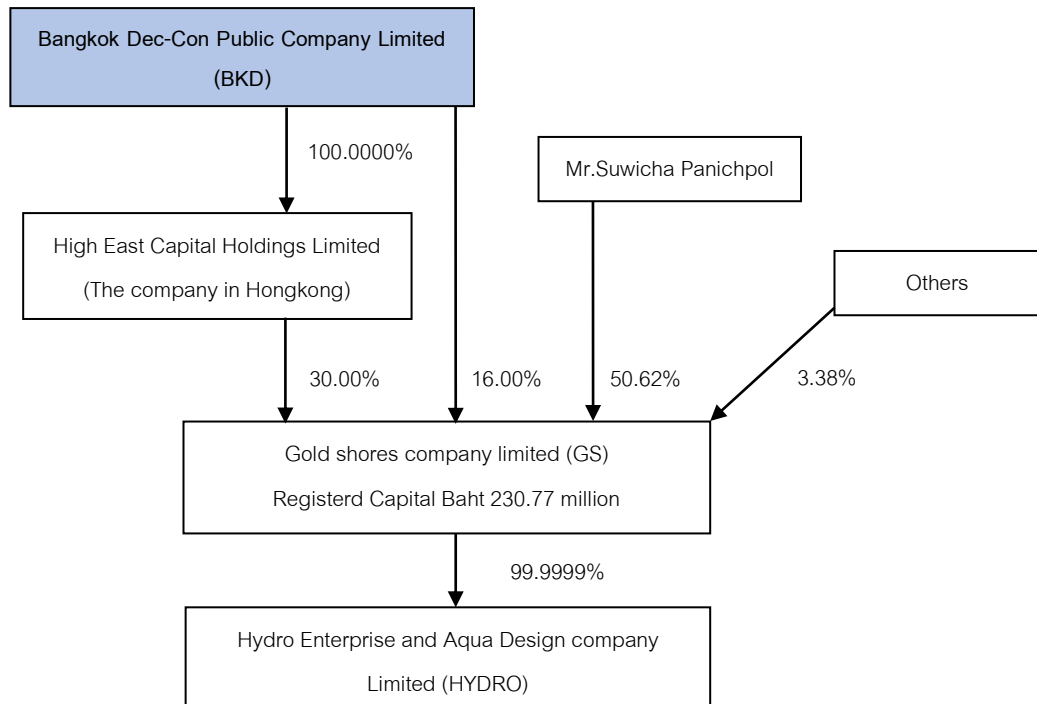 Bangkok Dec-Con Public Company Limited
(BKD)
100.0000%
Mr.Suwicha Panichpol
High East Capital Holdings Limited
(The company in Hongkong)
Others
30.00%
16.00%
50.62%
3.38%
Gold shores company limited (GS)
Registerd Capital Baht 230.77 million
99.9999%
Hydro Enterprise and Aqua Design company
Limited (HYDRO)